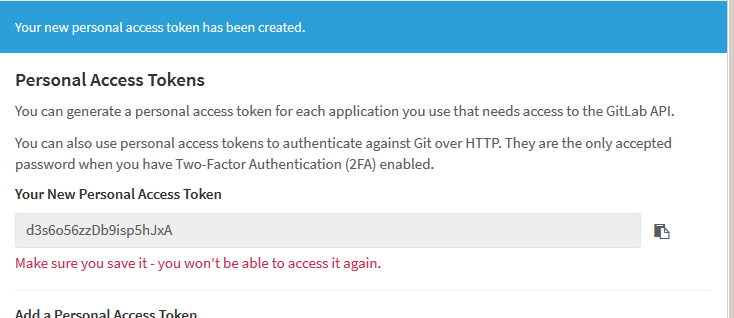 Your new personal access token has been created.
Personal Access Tokens
You can generate a personal access token for each application you use that needs access to the GitLab API.
You can also use personal access tokens to authenticate against Git over HTTP. They are the only accepted
password when you have Two-Factor Authentication (2FA) enabled.
Your New Personal Access Token
d3s6o56zzDb9isp5hJxA
Make sure you save it - you won't be able to access it again.
Add a Personal Access Token